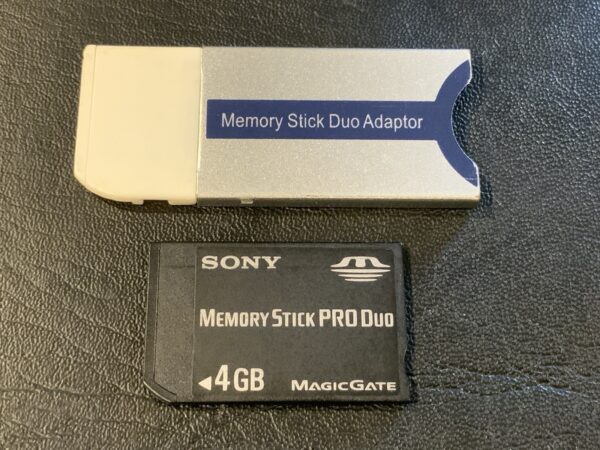 Memory Stick Duo Adaptor
SONY
MEMORY STICK PRO DUO
4GB
MAGICGATE